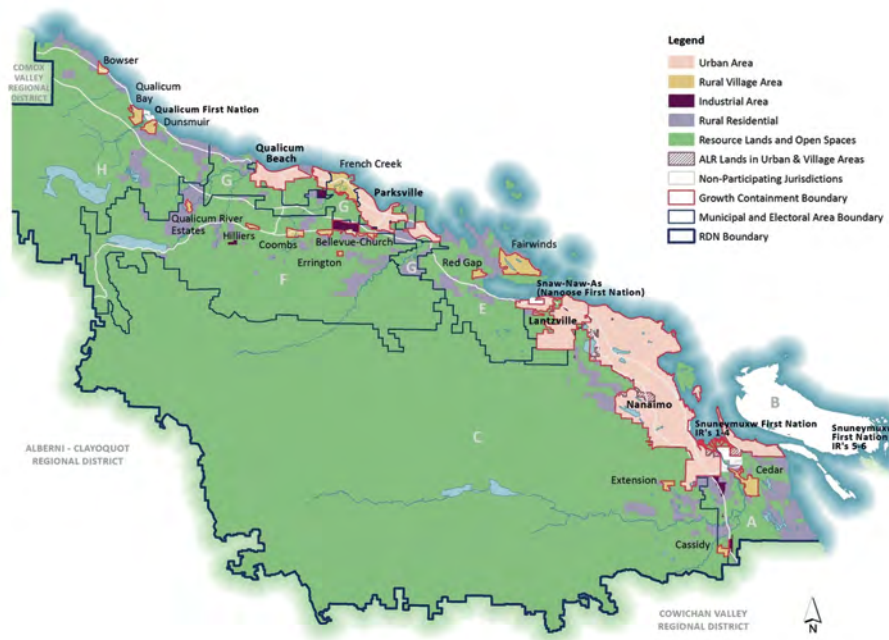 COMOX
VALLEY
REGIONAL
DISTRICT
Bowser
Qualicum
Bay
Qualicum First Nation
Dunsmuir
Qualicum
Beach
French Creek
H
G
Parksville
G
Qualicum River
Estates
Hilliers
Coombs
Bellevue-Church
Errington
F
G
Red Gap
Fairwinds
Snaw-Naw-As
(Nanoose First Nation)
E
Lantzville
Nanaimo
C
B
Snuneymuxw First Nation
IR's 1-4
Snuneymuxw
First Nation
IR's 5-6
Cedar
Extension
A
Cassidy
ALBERNI - CLAYOQUOT
REGIONAL DISTRICT
COWICHAN VALLEY
REGIONAL DISTRICT
N
Legend
Urban Area
Rural Village Area
Industrial Area
Rural Residential
Resource Lands and Open Spaces
ALR Lands in Urban & Village Areas
Non-Participating Jurisdictions
Growth Containment Boundary
Municipal and Electoral Area Boundary
RDN Boundary